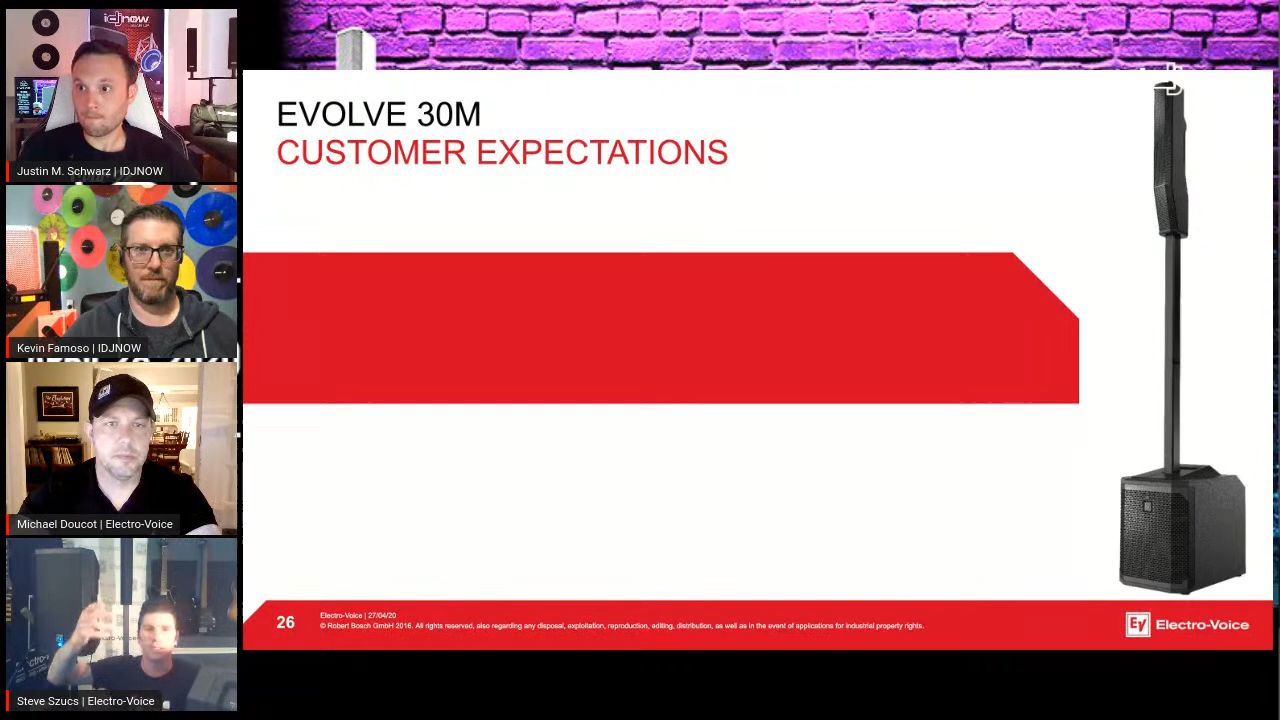 idjnow
Justin M. Schwarz | IDJNOW
Kevin Famoso | IDJNOW
Michael Doucot | Electro-Voice
Steve Szucs | Electro-Voice
EVOLVE 30M
CUSTOMER EXPECTATIONS
26
Electro-Voice | 27/04/20
© Robert Bosch GmbH 2016. All rights reserved, also regarding any disposal, exploitation, reproduction, editing, distribution, as well as in the event of applications for industrial property rights.
EV Electro-Voice